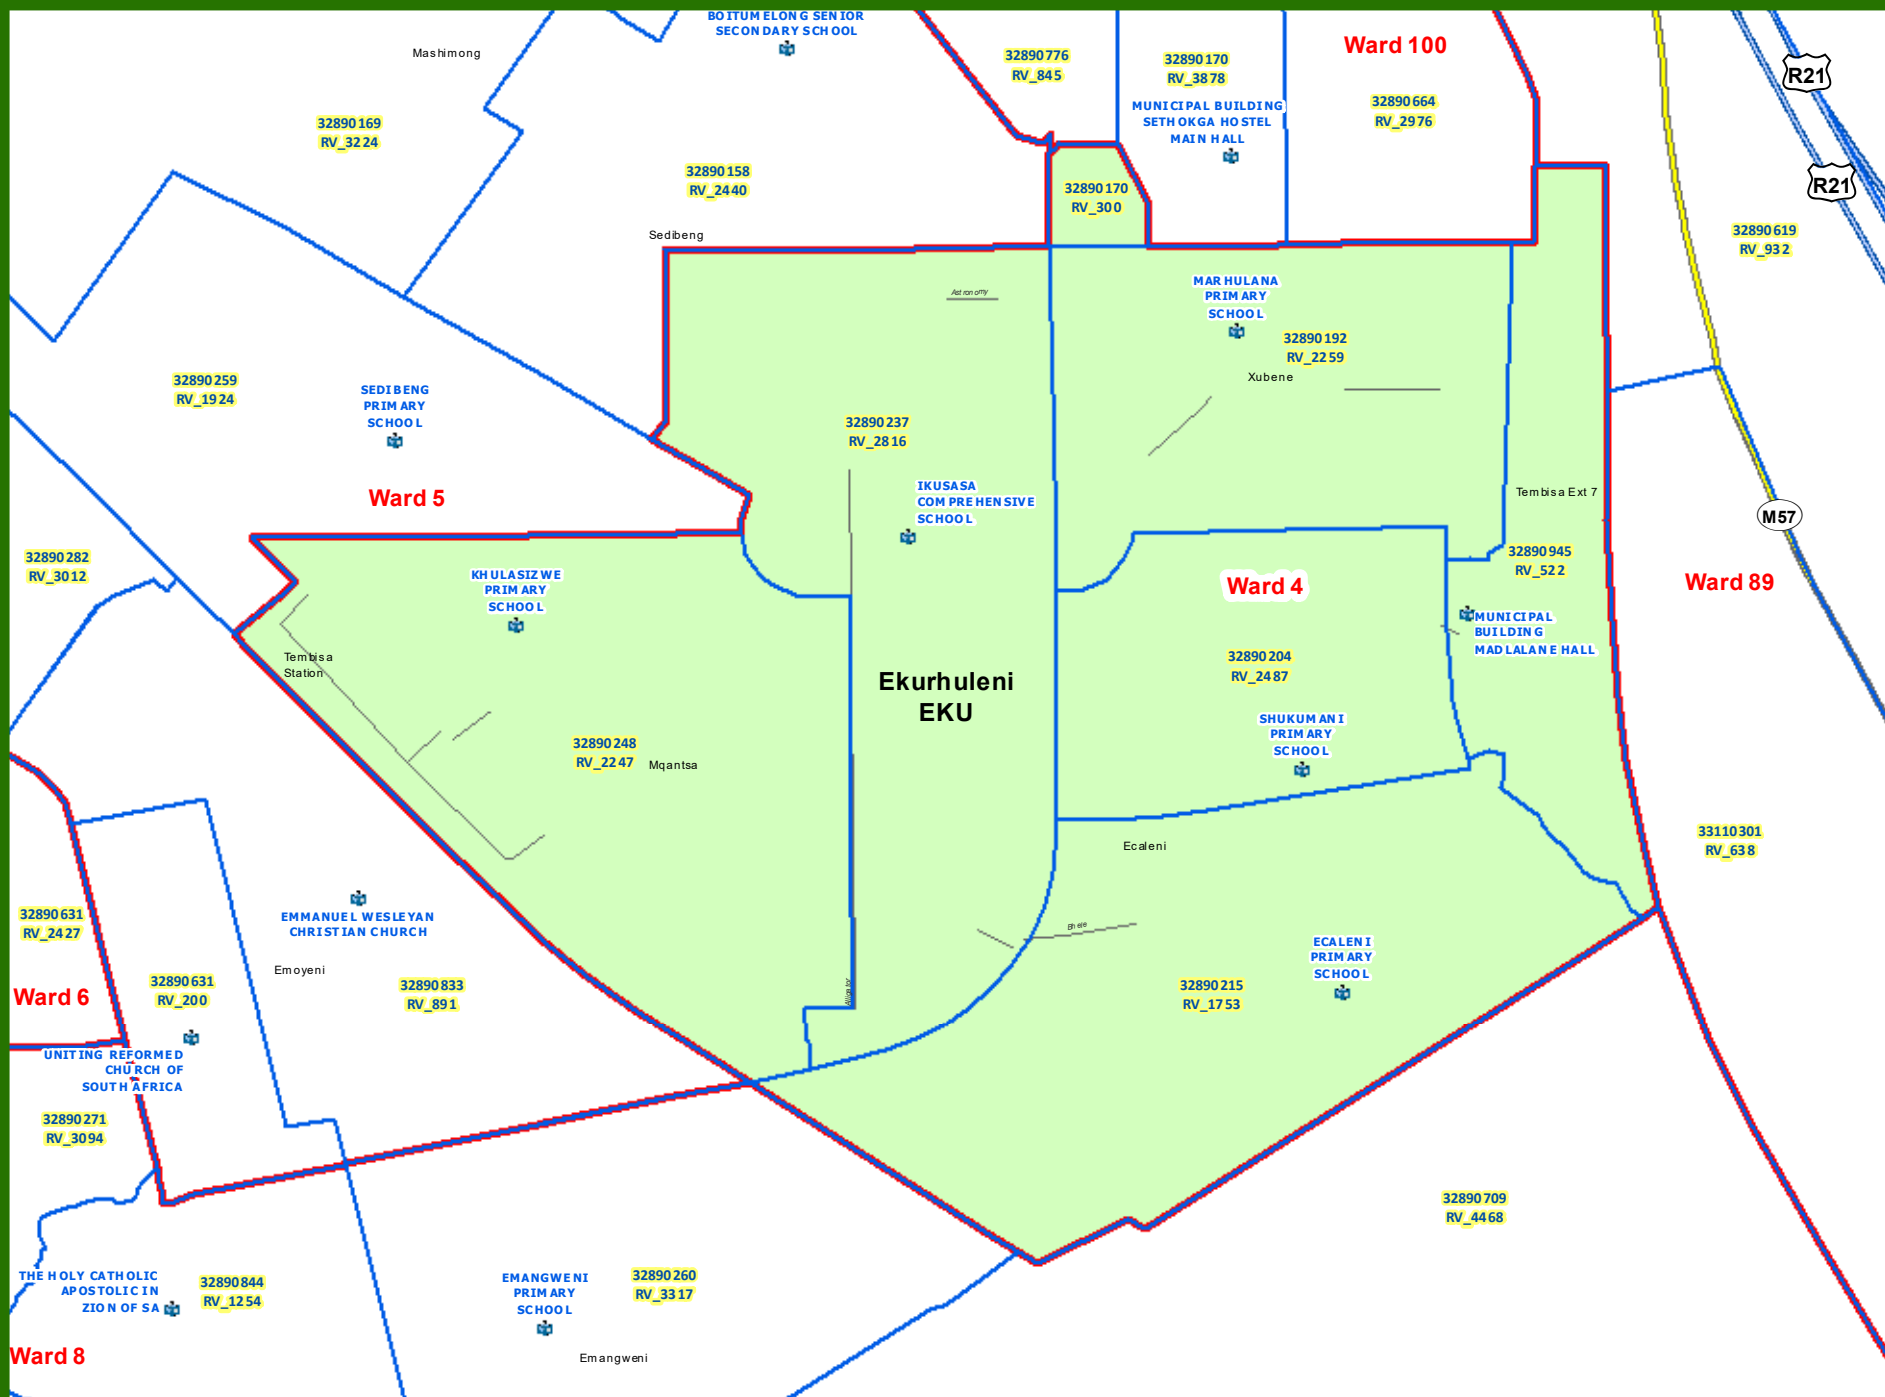 BOITUMELONG SENIOR
SECONDARY SCHOOL
Mashimong
32890776
RV_845
32890170
RV_3878
Ward 100
R21
MUNICIPAL BUILDING
SETHOKGA HOSTEL
MAIN HALL
32890664
RV_2976
32890169
RV_3224
32890158
RV_2440
32890170
RV_300
R21
Sedibeng
32890619
RV_932
Astronomy
MARHULANA
PRIMARY
SCHOOL
32890192
RV_2259
Xubene
32890259
RV_1924
SEDIBENG
PRIMARY
SCHOOL
32890237
RV_2816
Ward 5
IKUSASA
COMPREHENSIVE
SCHOOL
Tembisa Ext 7
M57
32890282
RV_3012
KHULASIZWE
PRIMARY
SCHOOL
Ward 4
32890945
RV_522
Ward 89
MUNICIPAL
BUILDING
MADLALANE HALL
Tembisa
Station
32890204
RV_2487
Ekurhuleni
EKU
SHUKUMANI
PRIMARY
SCHOOL
32890248
RV_2247
Mqantsa
Ecaleni
33110301
RV_638
32890631
RV_2427
EMMANUEL WESLEYAN
CHRISTIAN CHURCH
Bhele
ECALENI
PRIMARY
SCHOOL
Emoyeni
32890631
RV_200
32890833
RV_891
Alligator
32890215
RV_1753
Ward 6
UNITING REFORMED
CHURCH OF
SOUTH AFRICA
32890271
RV_3094
32890709
RV_4468
THE HOLY CATHOLIC
APOSTOLIC IN
ZION OF SA
32890844
RV_1254
EMANGWENI
PRIMARY
SCHOOL
32890260
RV_3317
Ward 8
Emangweni